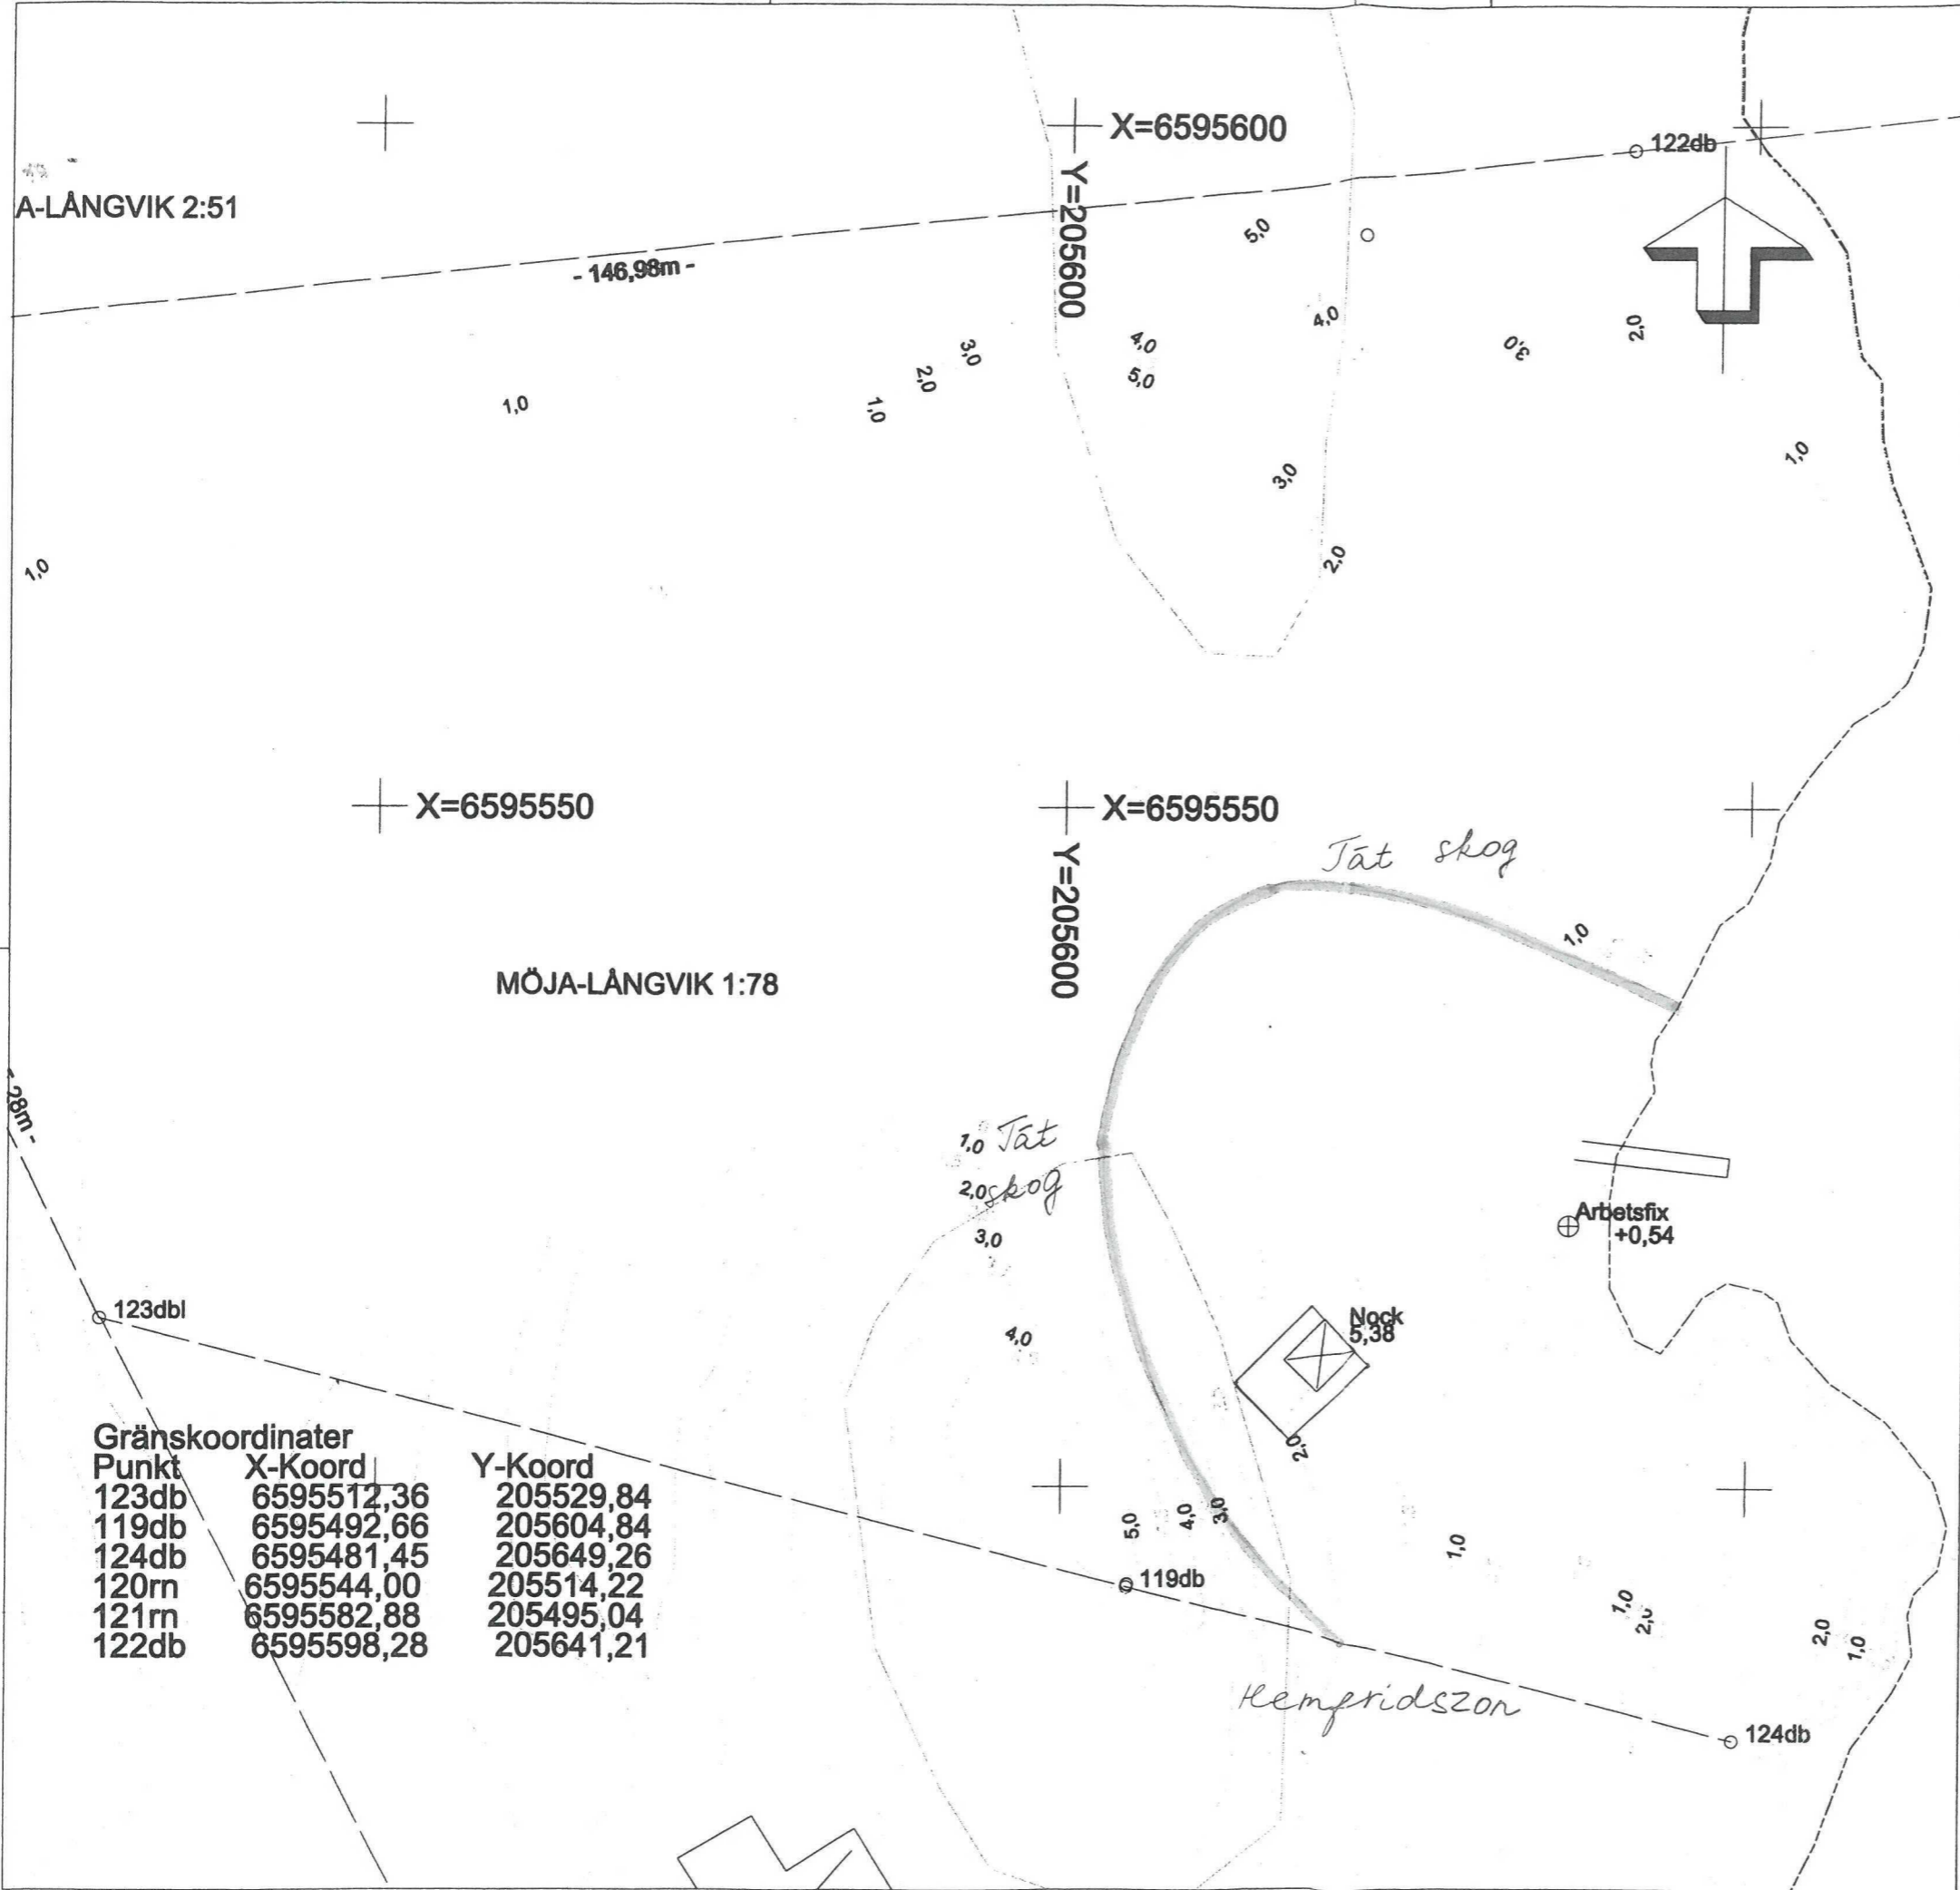 X=6595600
Y=205600
122db
A-LÅNGVIK 2:51
- 146,98m -
5,0
4,0
4,0
5,0
3,0
2,0
1,0
1,0
3,0
2,0
1,0
3,0
2,0
1,0
X=6595550
X=6595550
Y=205600
Tät skog
1,0
MÖJA-LÅNGVIK 1:78
28m -
1,0
Tät
2,0
skog
3,0
4,0
Arbetsfix
+0,54
Nock
5,38
2,0
123dbl
Gränskoordinater
Punkt X-Koord Y-Koord
123db 6595512,36 205529,84
119db 6595492,66 205604,84
124db 6595481,45 205649,26
120rn 6595544,00 205514,22
121rn 6595582,88 205495,04
122db 6595598,28 205641,21
5,0
4,0
3,0
1,0
119db
1,0
2,0
2,0
1,0
Hemfridszon
124db